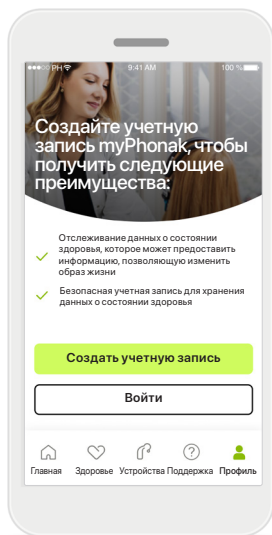 PH 9:41 AM 100 %
Создайте учетную
запись myPhonak, чтобы
получить следующие
преимущества:
Отслеживание данных о состоянии
здоровья, которое может предоставить
информацию, позволяющую изменить
образ жизни
Безопасная учетная запись для хранения
данных о состоянии здоровья
Создать учетную запись
Войти
Главная Здоровье Устройства Поддержка Профиль